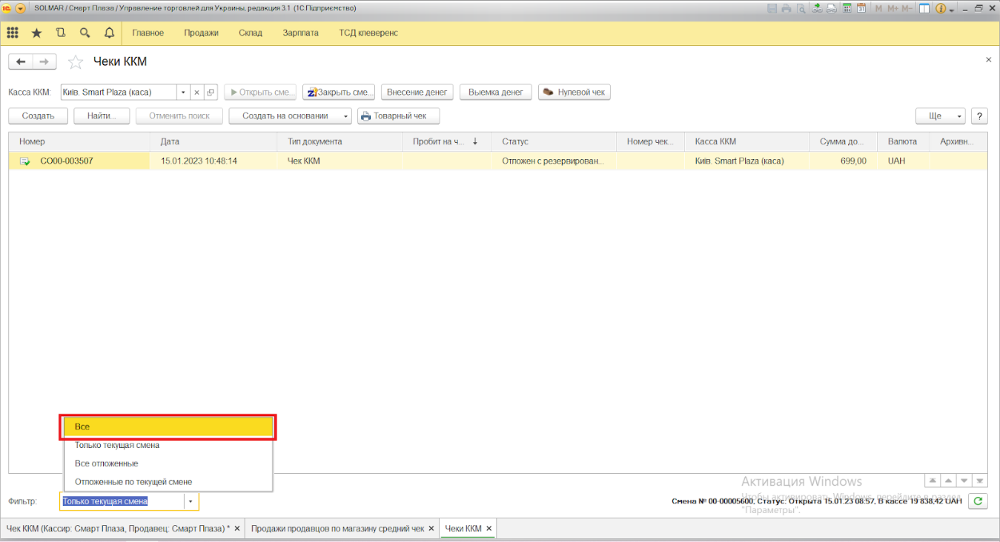 SOLMAR / Смарт Плаза / Управление торговлей для Украины, редакция 3.1 (1С:Підприємство)
M M+ M-
Главное Продажи Склад Зарплата ТСД клеверенс
Чеки ККМ
Касса ККМ: Київ. Smart Plaza (каса) Открыть сме... Закрыть сме... Внесение денег Выемка денег Нулевой чек
Создать Найти... Отменить поиск Создать на основании Товарный чек Ще ?
Номер Дата Тип документа Пробит на ч... ↓ Статус Номер чек... Касса ККМ Сумма до... Валюта Архивн...
СО00-003507 15.01.2023 10:48:14 Чек ККМ Отложен с резервирован... Київ. Smart Plaza (каса) 699,00 UAH
Все
Только текущая смена
Все отложенные
Отложенные по текущей смене
Активация Windows
Чтобы активировать Windows, перейдите в раздел
"Параметры".
Фильтр: Только текущая смена
Смена № 00-00005600, Статус: Открыта 15.01.23 08:57, В кассе 19 838,42 UAH
Чек ККМ (Кассир: Смарт Плаза, Продавец: Смарт Плаза) * Продажи продавцов по магазину средний чек Чеки ККМ